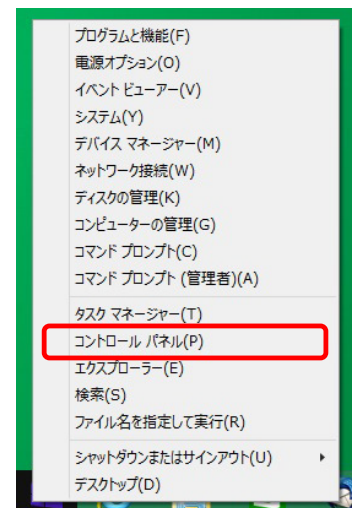 プログラムと機能(F)
電源オプション(O)
イベント ビューアー(V)
システム(Y)
デバイス マネージャー(M)
ネットワーク接続(W)
ディスクの管理(K)
コンピューターの管理(G)
コマンド プロンプト(C)
コマンド プロンプト (管理者)(A)
タスク マネージャー(T)
コントロール パネル(P)
エクスプローラー(E)
検索(S)
ファイル名を指定して実行(R)
シャットダウンまたはサインアウト(U)
デスクトップ(D)